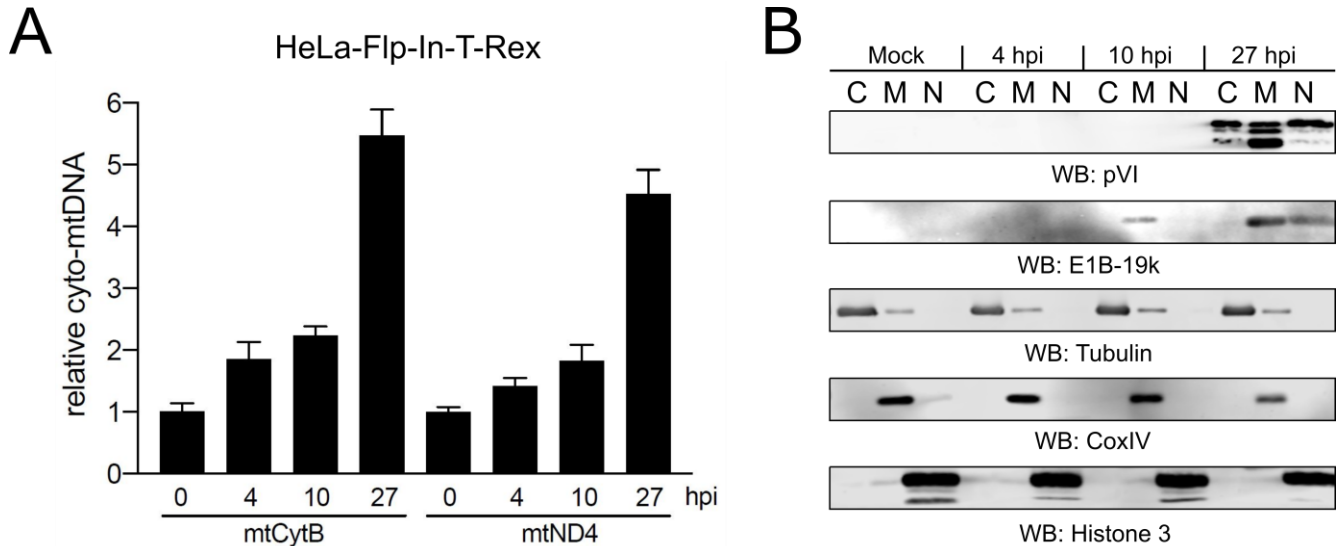 A
HeLa-Flp-In-T-Rex
relative cyto-mtDNA
6
5
4
3
2
1
0
0 4 10 27 0 4 10 27 hpi
mtCytB mtND4
B
Mock | 4 hpi | 10 hpi | 27 hpi
C M N C M N C M N C M N
WB: pVI
WB: E1B-19k
WB: Tubulin
WB: CoxIV
WB: Histone 3